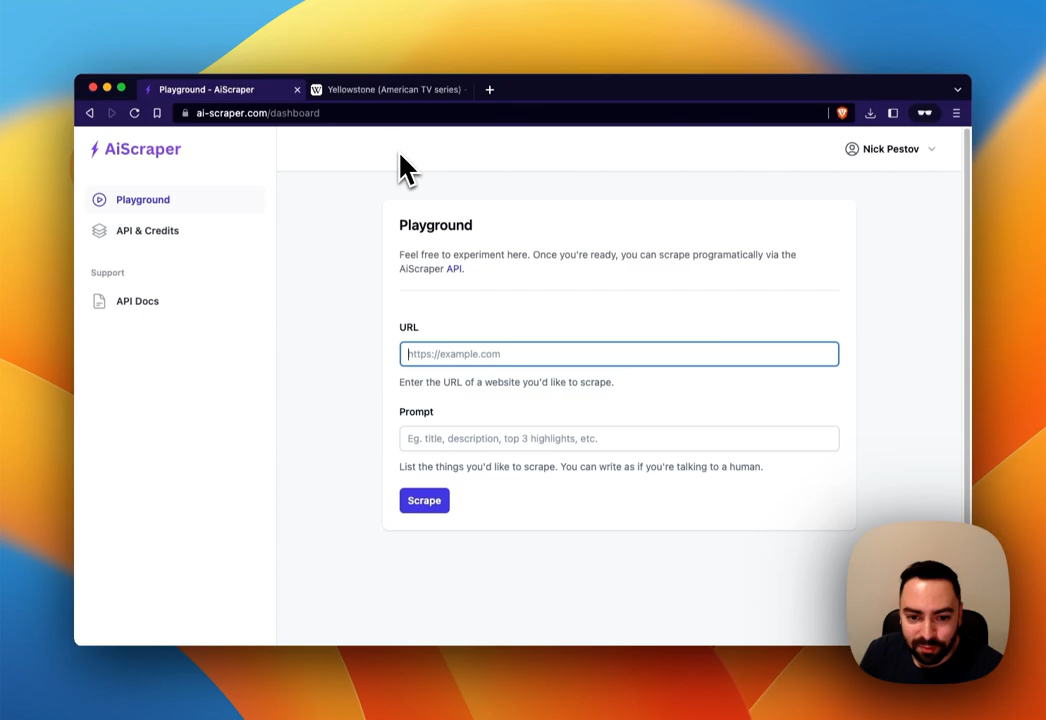 Playground - AiScraper
Yellowstone (American TV series) -
ai-scraper.com/dashboard
AiScraper
Nick Pestov
Playground
API & Credits
Support
API Docs
Playground
Feel free to experiment here. Once you're ready, you can scrape programatically via the
AiScraper API.
URL
https://example.com
Enter the URL of a website you'd like to scrape.
Prompt
Eg. title, description, top 3 highlights, etc.
List the things you'd like to scrape. You can write as if you're talking to a human.
Scrape